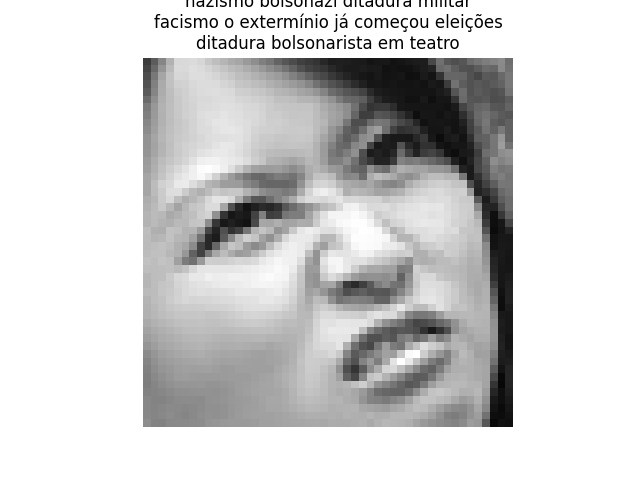 nazismo bolsonazi ditadura militar
facismo o extermínio já começou eleições
ditadura bolsonarista em teatro